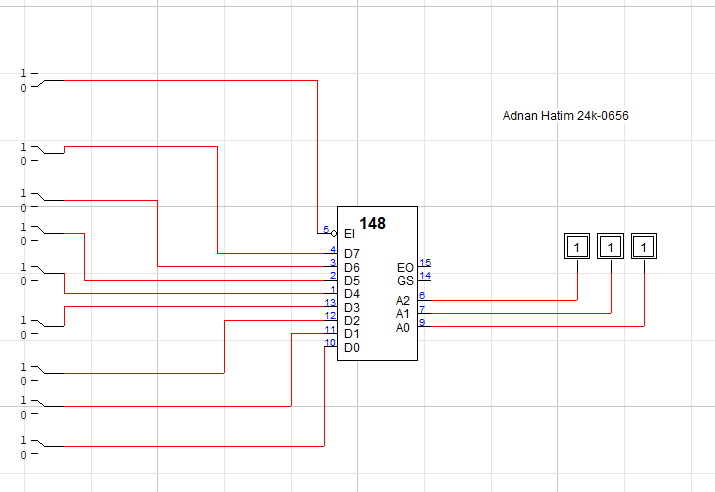 1
0
Adnan Hatim 24k-0656
1
0
1
0
148
1
0
5 EI
1 1 1
4 D7
3 D6
EO 15
1
0
2 D5
GS 14
1 D4
A2 6
13 D3
A1 7
12 D2
A0 9
1
0
11 D1
10 D0
1
0
1
0
1
0